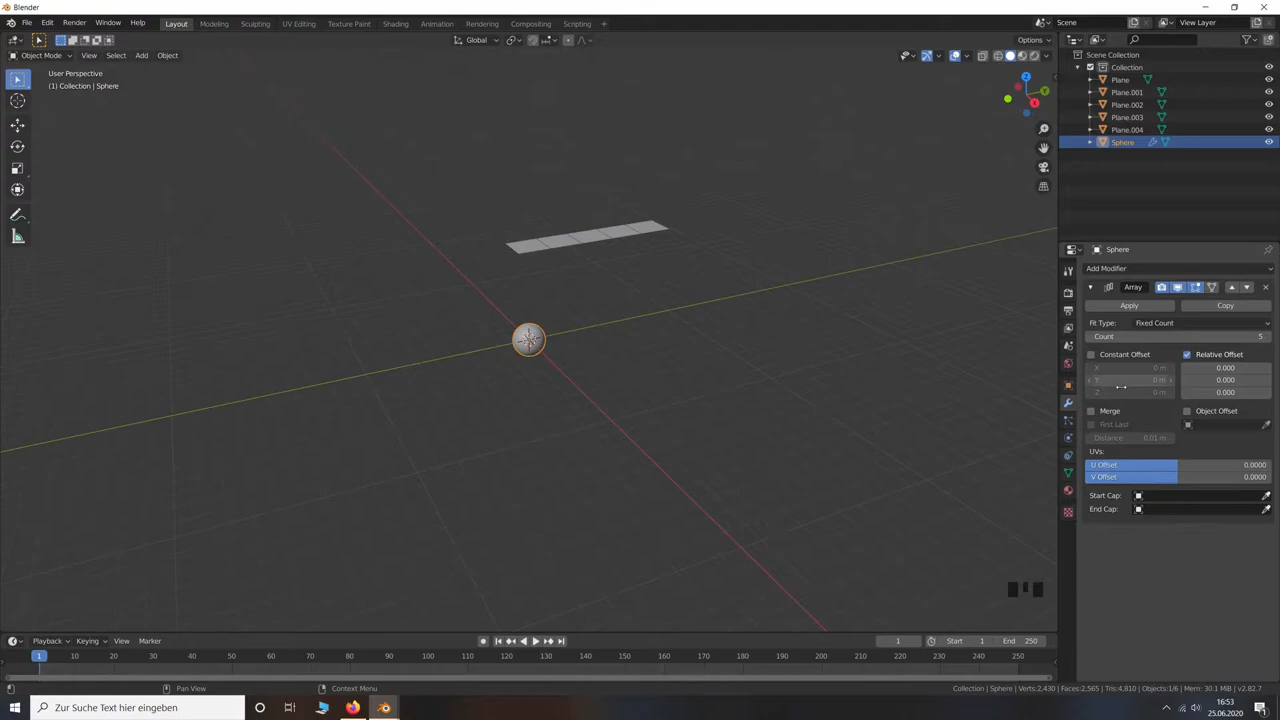 Blender
File Edit Render Window Help Layout Modeling Sculpting UV Editing Texture Paint Shading Animation Rendering Compositing Scripting + Scene View Layer
Global Options
Object Mode View Select Add Object
User Perspective
(1) Collection | Sphere
Z
Y
X
Scene Collection
Collection
Plane
Plane.001
Plane.002
Plane.003
Plane.004
Sphere
Sphere
Add Modifier
Array
Apply Copy
Fit Type: Fixed Count
Count 5
Constant Offset Relative Offset
X 0 m 0.000
Y 0 m 0.000
Z 0 m 0.000
Merge Object Offset
First Last
Distance 0.01 m
UVs:
U Offset 0.0000
V Offset 0.0000
Start Cap:
End Cap:
Playback Keying View Marker 1 Start 1 End 250
1 10 20 30 40 50 60 70 80 90 100 110 120 130 140 150 160 170 180 190 200 210 220 230 240 250
Pan View Context Menu Collection | Sphere | Verts:2,430 | Faces:2,565 | Tris:4,810 | Objects:1/6 | Mem: 30.1 MiB | v2.82.7
Zur Suche Text hier eingeben
16:53
25.06.2020